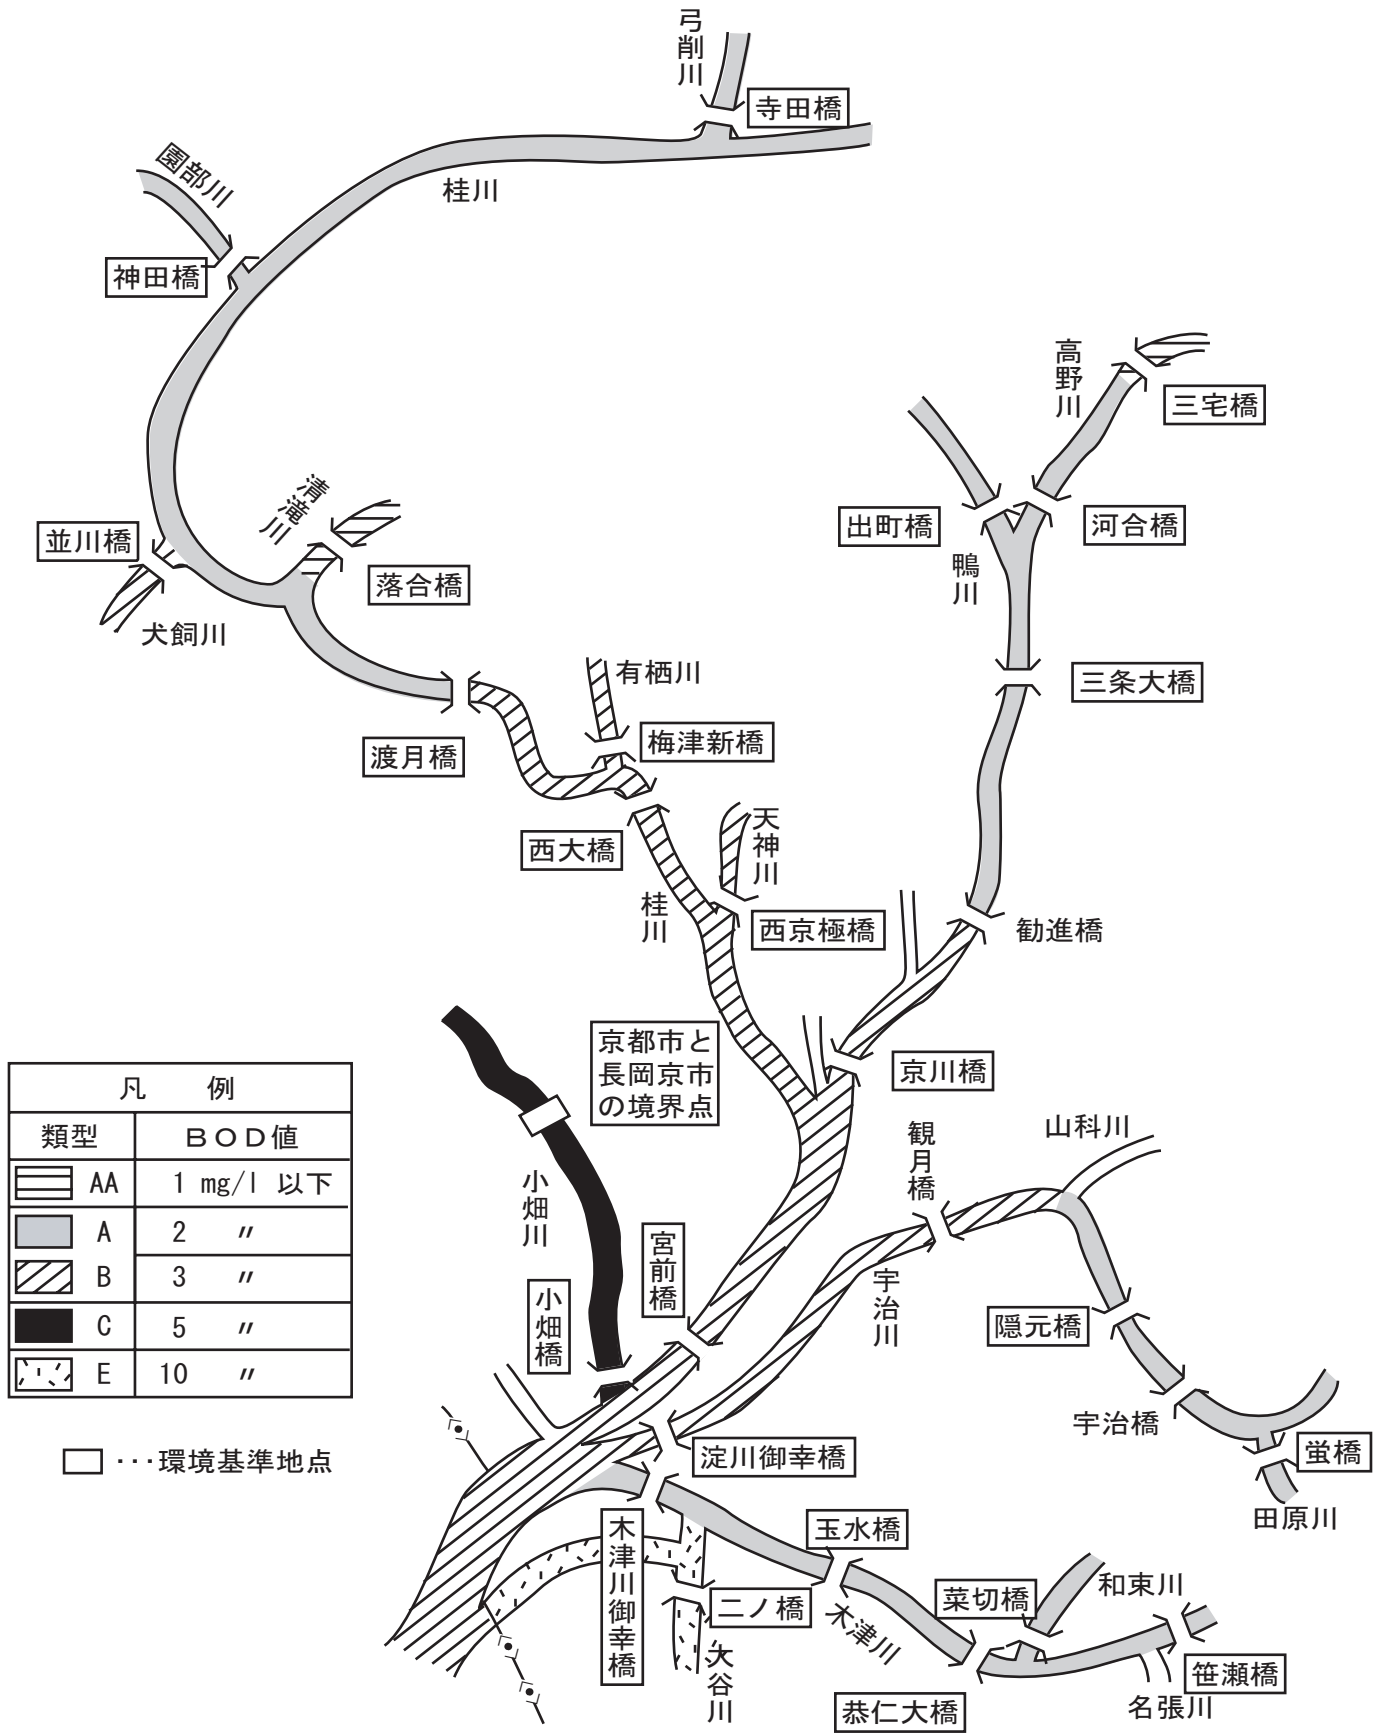 弓削川
寺田橋
園部川
桂川
神田橋
高野川
三宅橋
清滝川
並川橋
落合橋
犬飼川
出町橋
河合橋
鴨川
有栖川
三条大橋
梅津新橋
渡月橋
天神川
西大橋
桂川
西京極橋
勧進橋
京都市と
長岡京市
の境界点
京川橋
凡 例
類型 BOD値
AA 1 mg/l 以下
A 2 〃
B 3 〃
C 5 〃
E 10 〃
□ ･･･環境基準地点
山科川
観月橋
小畑川
宮前橋
宇治川
小畑橋
隠元橋
宇治橋
淀川御幸橋
蛍橋
田原川
木津川御幸橋
玉水橋
二ノ橋
木津川
菜切橋
和束川
大谷川
恭仁大橋
笹瀬橋
名張川